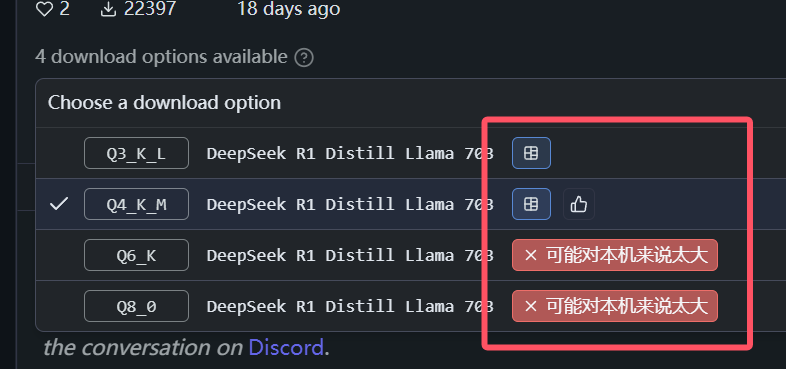 2 22397 18 days ago
4 download options available ?
Choose a download option
Q3_K_L DeepSeek R1 Distill Llama 70B
Q4_K_M DeepSeek R1 Distill Llama 70B
Q6_K DeepSeek R1 Distill Llama 70B × 可能对本机来说太大
Q8_0 DeepSeek R1 Distill Llama 70B × 可能对本机来说太大
the conversation on Discord.